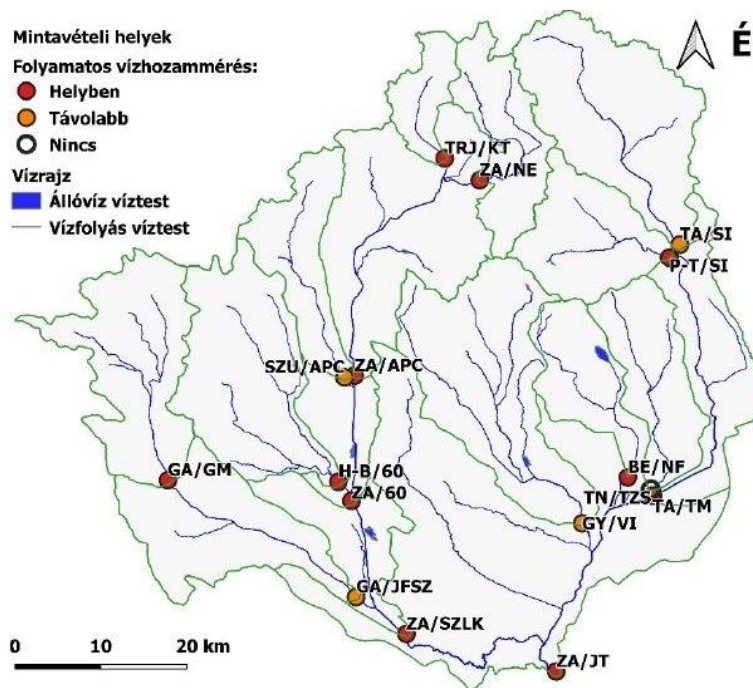 Mintavételi helyek
Folyamatos vízhozammérés:
Helyben
Távolabb
Nincs
Vízrajz
Állóvíz víztest
Vízfolyás víztest
É
TRJ/KT
ZA/NE
TA/SI
P-T/SI
SZU/APC
ZA/APC
GA/GM
H-B/60
ZA/60
BE/NF
TN/TZS
TA/TM
GY/VI
GA/JFSZ
ZA/SZLK
ZA/JT
0 10 20 km